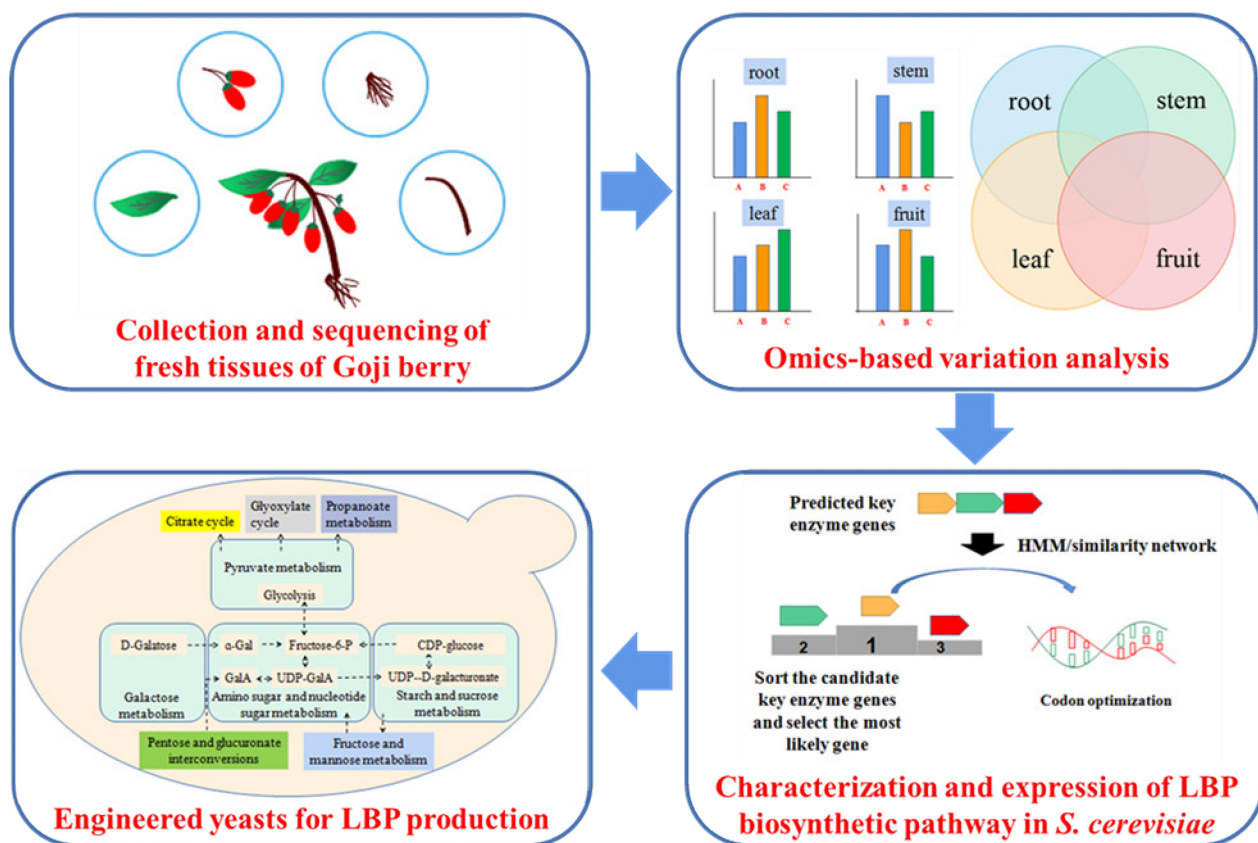 Collection and sequencing of
fresh tissues of Goji berry
root
stem
A B C
A B C
leaf
fruit
A B C
A B C
root
stem
leaf
fruit
Omics-based variation analysis
Predicted key
enzyme genes
HMM/similarity network
2
1
3
Sort the candidate
key enzyme genes
and select the most
likely gene
Codon optimization
Characterization and expression of LBP
biosynthetic pathway in S. cerevisiae
Citrate cycle
Glyoxylate
cycle
Propanoate
metabolism
Pyruvate metabolism
Glycolysis
D-Galatose
α-Gal
Fructose-6-P
CDP-glucose
GalA
UDP-GalA
UDP--D-galacturonate
Galactose
metabolism
Amino sugar and nucleotide
sugar metabolism
Starch and sucrose
metabolism
Pentose and glucuronate
interconversions
Fructose and
mannose metabolism
Engineered yeasts for LBP production